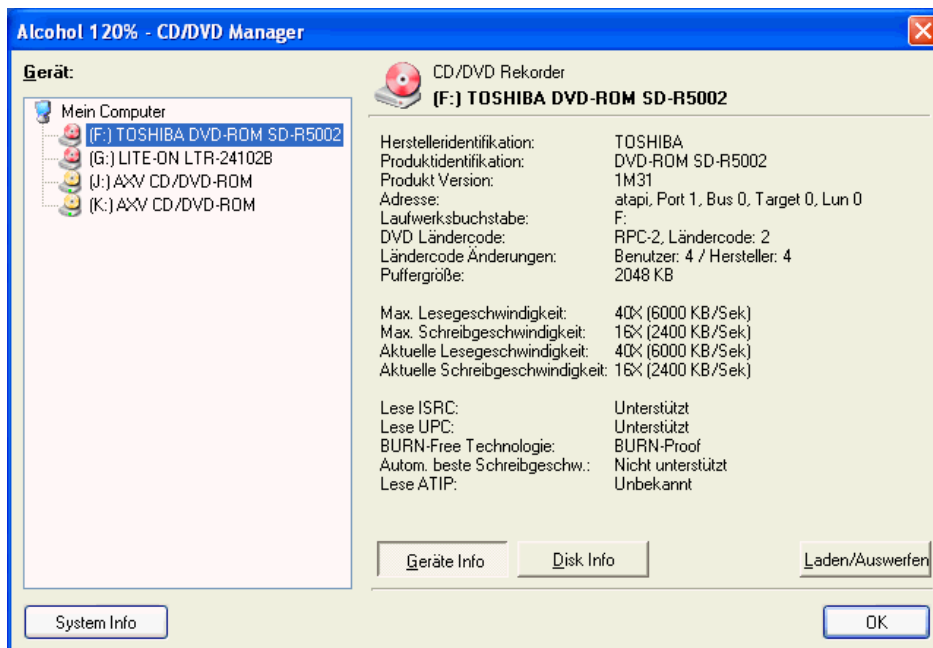 Alcohol 120% - CD/DVD Manager
Gerät:
Mein Computer
(F:) TOSHIBA DVD-ROM SD-R5002
(G:) LITE-ON LTR-24102B
(J:) AXV CD/DVD-ROM
(K:) AXV CD/DVD-ROM
CD/DVD Rekorder
(F:) TOSHIBA DVD-ROM SD-R5002
Herstelleridentifikation: TOSHIBA
Produktidentifikation: DVD-ROM SD-R5002
Produkt Version: 1M31
Adresse: atapi, Port 1, Bus 0, Target 0, Lun 0
Laufwerksbuchstabe: F:
DVD Ländercode: RPC-2, Ländercode: 2
Ländercode Änderungen: Benutzer: 4 / Hersteller: 4
Puffergröße: 2048 KB
Max. Lesegeschwindigkeit: 40X (6000 KB/Sek)
Max. Schreibgeschwindigkeit: 16X (2400 KB/Sek)
Aktuelle Lesegeschwindigkeit: 40X (6000 KB/Sek)
Aktuelle Schreibgeschwindigkeit: 16X (2400 KB/Sek)
Lese ISRC: Unterstützt
Lese UPC: Unterstützt
BURN-Free Technologie: BURN-Proof
Autom. beste Schreibgeschw.: Nicht unterstützt
Lese ATIP: Unbekannt
Geräte Info Disk Info Laden/Auswerfen
System Info OK